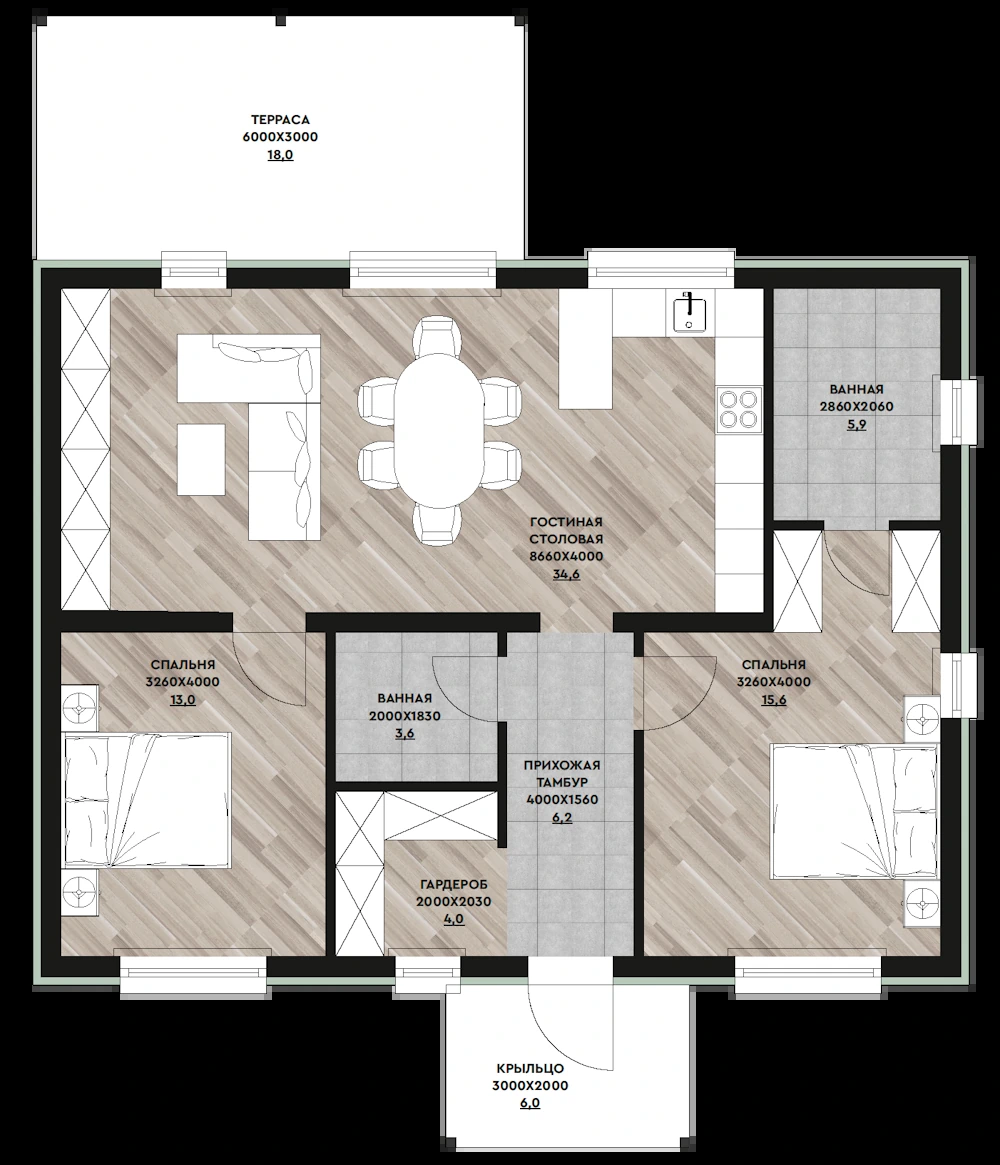 ТЕРРАСА
6000Х3000
18,0
ВАННАЯ
2860Х2060
5,9
ГОСТИНАЯ
СТОЛОВАЯ
8660Х4000
34,6
СПАЛЬНЯ
3260Х4000
13,0
ВАННАЯ
2000Х1830
3,6
СПАЛЬНЯ
3260Х4000
15,6
ПРИХОЖАЯ
ТАМБУР
4000Х1560
6,2
ГАРДЕРОБ
2000Х2030
4,0
КРЫЛЬЦО
3000Х2000
6,0